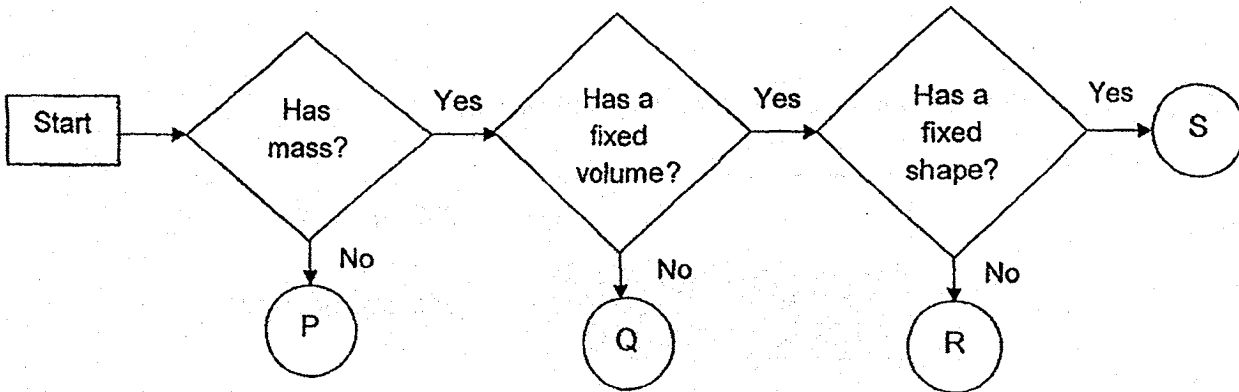 Start
Has
mass?
Yes
No
P
Has a
fixed
volume?
Yes
No
Q
Has a
fixed
shape?
Yes
S
No
R